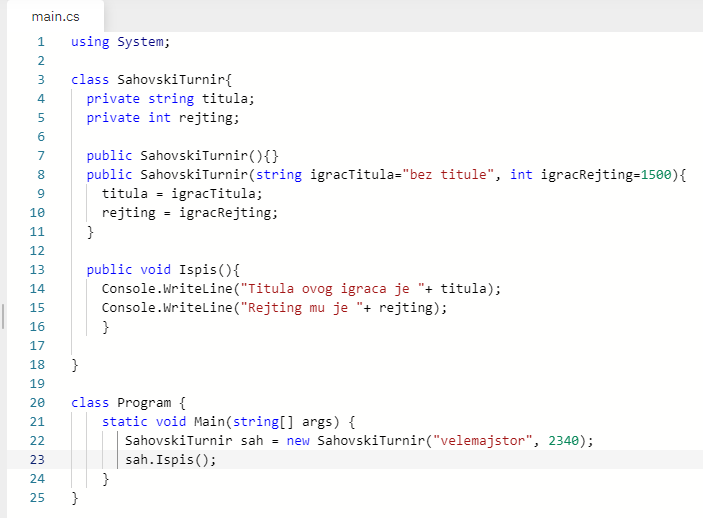 main.cs
1 using System;
2
3 class SahovskiTurnir{
4   private string titula;
5   private int rejting;
6
7   public SahovskiTurnir(){}
8   public SahovskiTurnir(string igracTitula="bez titule", int igracRejting=1500){
9     titula = igracTitula;
10     rejting = igracRejting;
11   }
12
13   public void Ispis(){
14     Console.WriteLine("Titula ovog igraca je "+ titula);
15     Console.WriteLine("Rejting mu je "+ rejting);
16     }
17
18 }
19
20 class Program {
21     static void Main(string[] args) {
22        SahovskiTurnir sah = new SahovskiTurnir("velemajstor", 2340);
23        sah.Ispis();
24     }
25 }